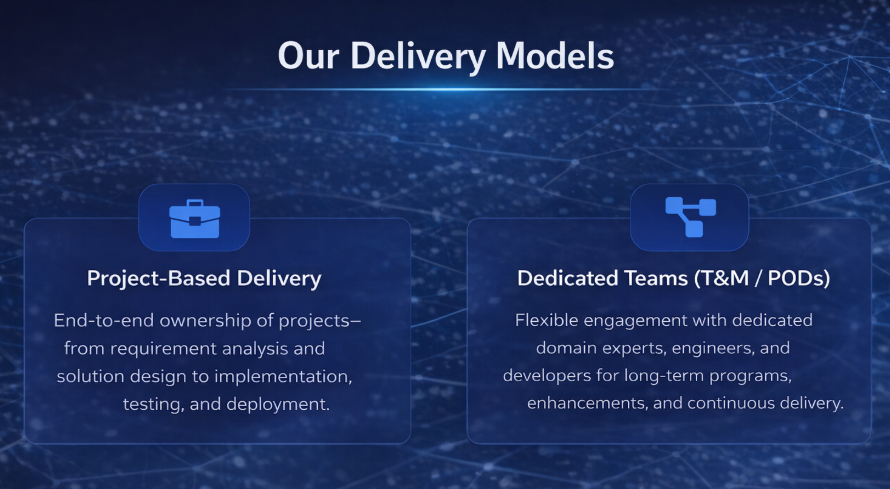 Our Delivery Models
Project-Based Delivery
End-to-end ownership of projects—
from requirement analysis and
solution design to implementation,
testing, and deployment.
Dedicated Teams (T&M / PODs)
Flexible engagement with dedicated
domain experts, engineers, and
developers for long-term programs,
enhancements, and continuous delivery.